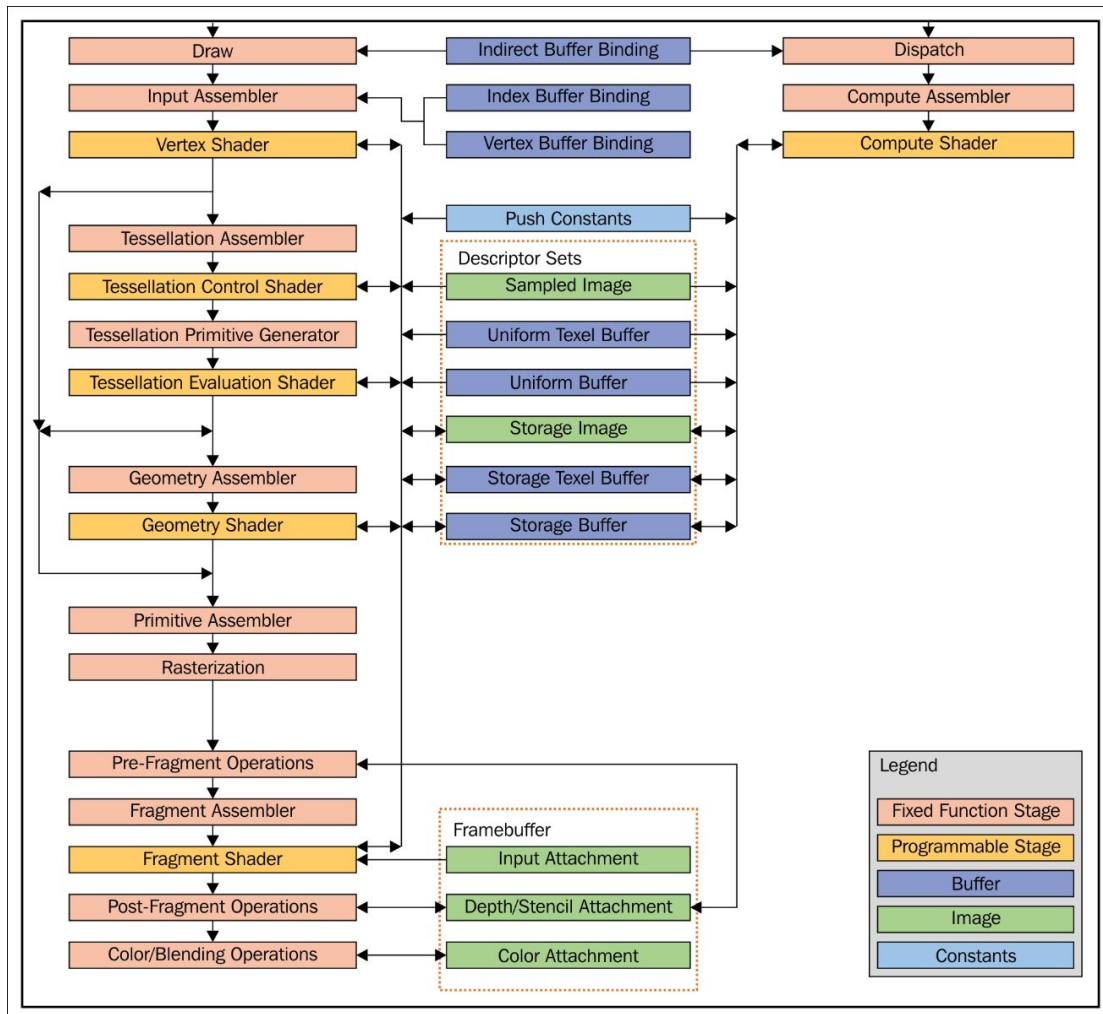 Draw
Indirect Buffer Binding
Dispatch
Input Assembler
Index Buffer Binding
Compute Assembler
Vertex Shader
Vertex Buffer Binding
Compute Shader
Push Constants
Tessellation Assembler
Descriptor Sets
Tessellation Control Shader
Sampled Image
Tessellation Primitive Generator
Uniform Texel Buffer
Tessellation Evaluation Shader
Uniform Buffer
Storage Image
Geometry Assembler
Storage Texel Buffer
Geometry Shader
Storage Buffer
Primitive Assembler
Rasterization
Pre-Fragment Operations
Fragment Assembler
Framebuffer
Fragment Shader
Input Attachment
Post-Fragment Operations
Depth/Stencil Attachment
Color/Blending Operations
Color Attachment
Legend
Fixed Function Stage
Programmable Stage
Buffer
Image
Constants